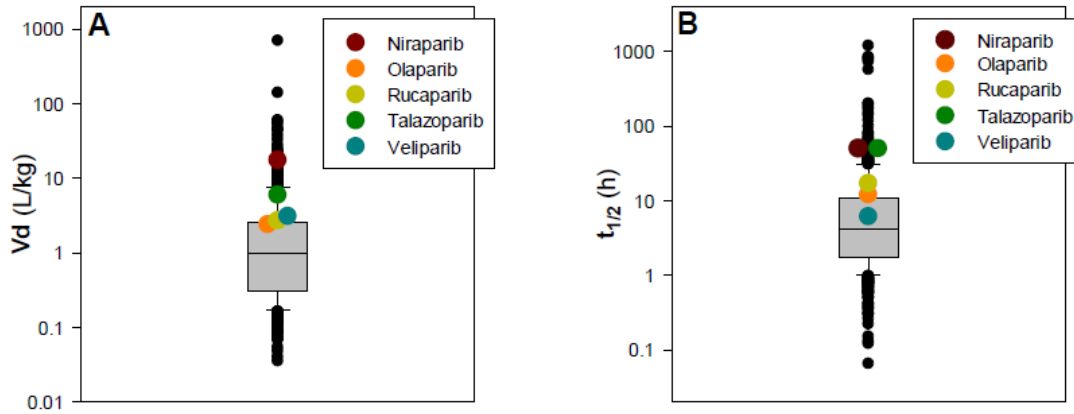 A
1000
100
10
1
0.1
0.01
Vd (L/kg)
Niraparib
Olaparib
Rucaparib
Talazoparib
Veliparib
B
1000
100
10
1
0.1
t1/2 (h)
Niraparib
Olaparib
Rucaparib
Talazoparib
Veliparib